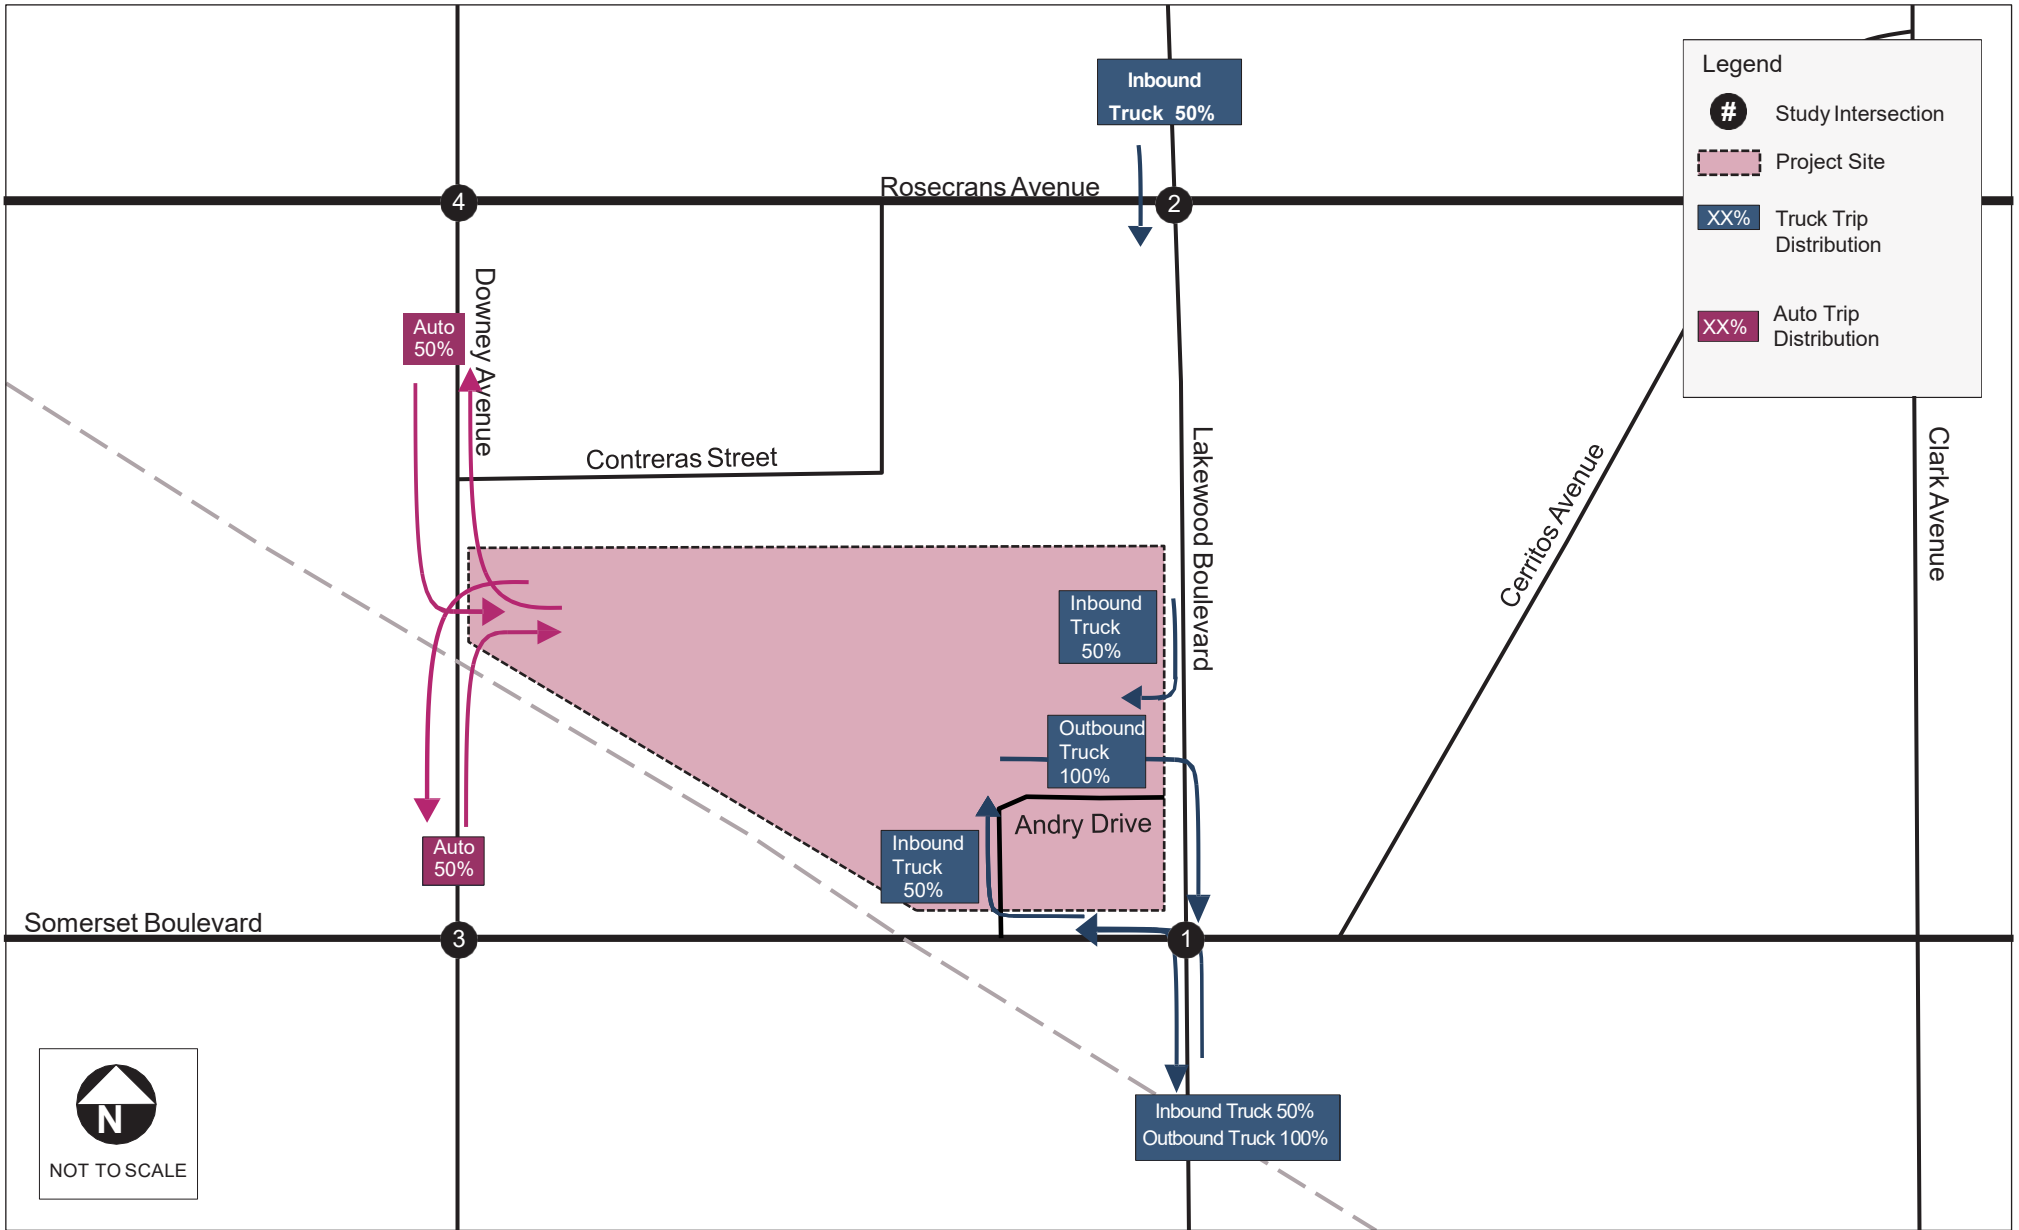 Inbound
Truck 50%
Legend
# Study Intersection
Project Site
XX% Truck Trip
Distribution
XX% Auto Trip
Distribution
Rosecrans Avenue
4
2
Downey Avenue
Auto
50%
Contreras Street
Lakewood Boulevard
Cerritos Avenue
Clark Avenue
Inbound
Truck
50%
Outbound
Truck
100%
Andry Drive
Inbound
Truck
50%
Auto
50%
Somerset Boulevard
3
1
N
NOT TO SCALE
Inbound Truck 50%
Outbound Truck 100%